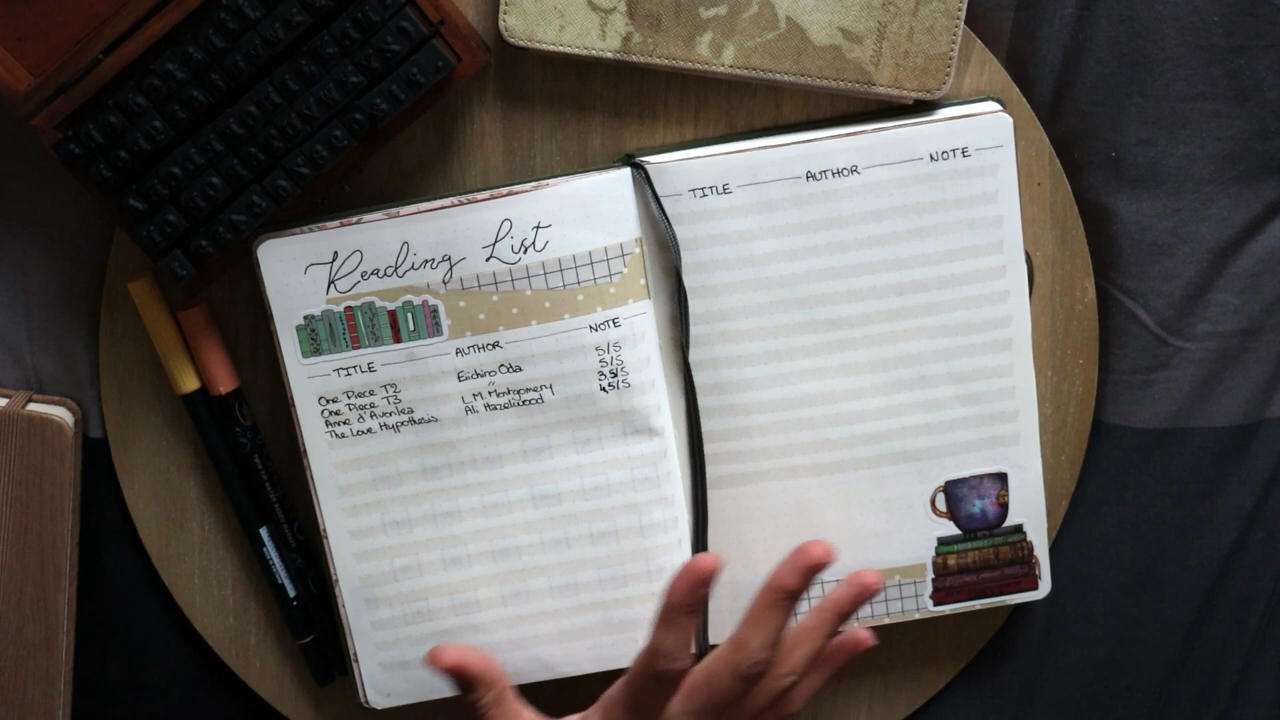 Reading List
TITLE AUTHOR NOTE
One Piece T2 Eiichiro Oda 5/5
One Piece T3 " 5/5
Anne d'Avonlea L.M. Montgomery 3.5/5
The Love Hypothesis Ali Hazelwood 4.5/5
TITLE AUTHOR NOTE